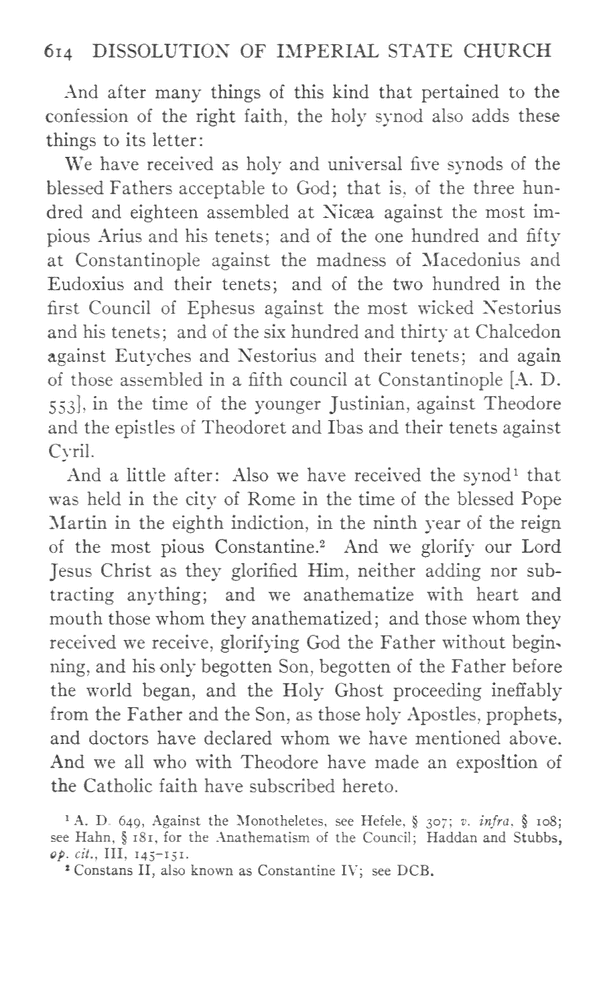 614 DISSOLUTION OF IMPERIAL STATE CHURCH
And after many things of this kind that pertained to the
confession of the right faith, the holy synod also adds these
things to its letter:
We have received as holy and universal five synods of the
blessed Fathers acceptable to God; that is, of the three hun-
dred and eighteen assembled at Nicæa against the most im-
pious Arius and his tenets; and of the one hundred and fifty
at Constantinople against the madness of Macedonius and
Eudoxius and their tenets; and of the two hundred in the
first Council of Ephesus against the most wicked Nestorius
and his tenets; and of the six hundred and thirty at Chalcedon
against Eutyches and Nestorius and their tenets; and again
of those assembled in a fifth council at Constantinople [A. D.
553], in the time of the younger Justinian, against Theodore
and the epistles of Theodoret and Ibas and their tenets against
Cyril.
And a little after: Also we have received the synod¹ that
was held in the city of Rome in the time of the blessed Pope
Martin in the eighth indiction, in the ninth year of the reign
of the most pious Constantine.² And we glorify our Lord
Jesus Christ as they glorified Him, neither adding nor sub-
tracting anything; and we anathematize with heart and
mouth those whom they anathematized; and those whom they
received we receive, glorifying God the Father without begin-
ning, and his only begotten Son, begotten of the Father before
the world began, and the Holy Ghost proceeding ineffably
from the Father and the Son, as those holy Apostles, prophets,
and doctors have declared whom we have mentioned above.
And we all who with Theodore have made an exposition of
the Catholic faith have subscribed hereto.
¹ A. D. 649, Against the Monotheletes, see Hefele, § 307; v. infra, § 108;
see Hahn, § 181, for the Anathematism of the Council; Haddan and Stubbs,
op. cit., III, 145–151.
² Constans II, also known as Constantine IV; see DCB.